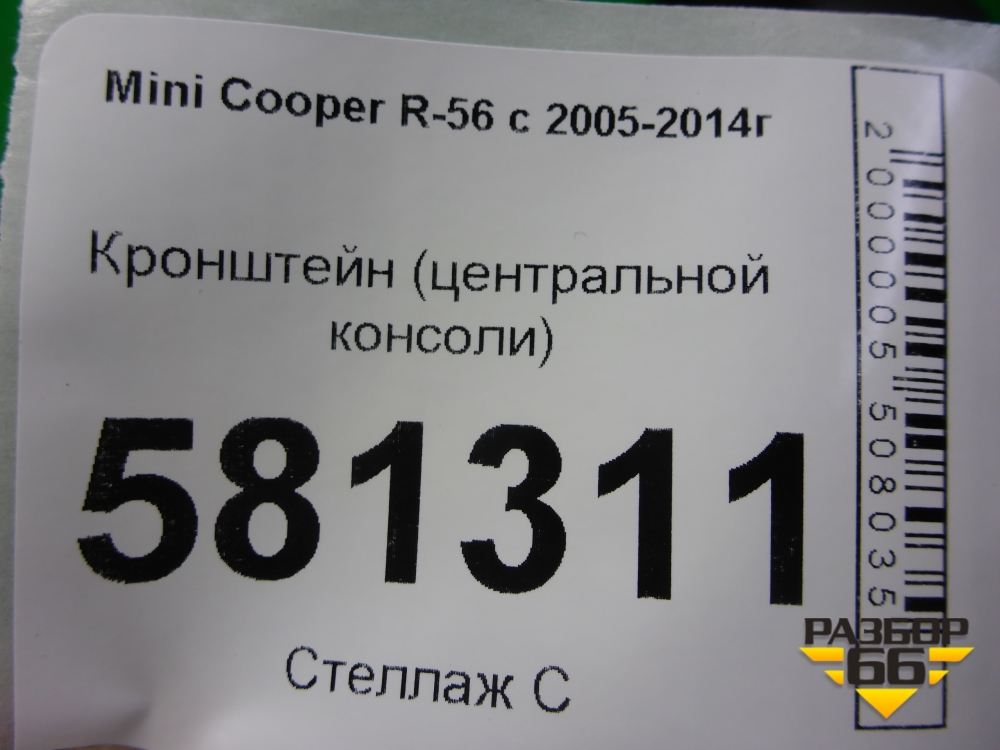 Mini Cooper R-56 с 2005-2014г
Кронштейн (центральной
консоли)
581311
Стеллаж С
2000005508035
РАЗБОР
66